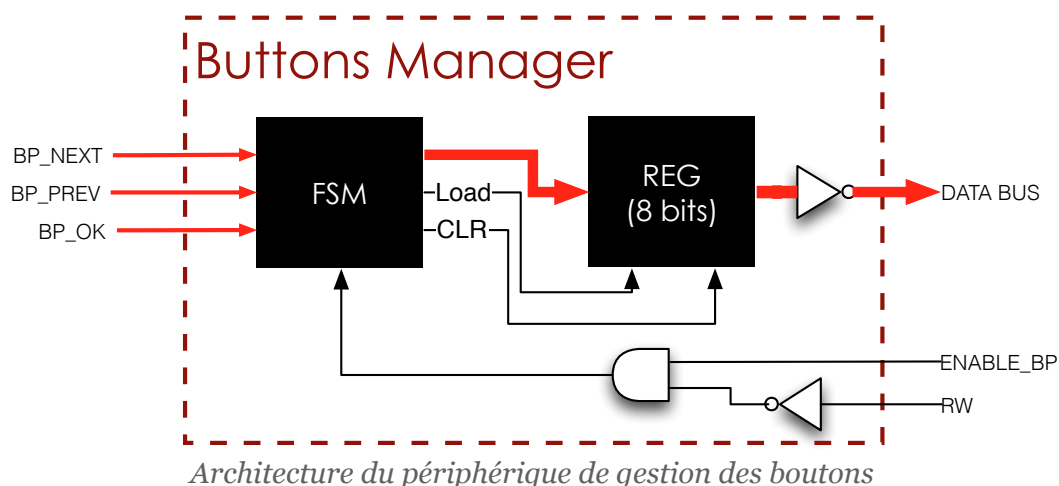 Buttons Manager
BP_NEXT
BP_PREV
BP_OK
FSM
Load
CLR
REG
(8 bits)
DATA BUS
ENABLE_BP
RW
Architecture du périphérique de gestion des boutons